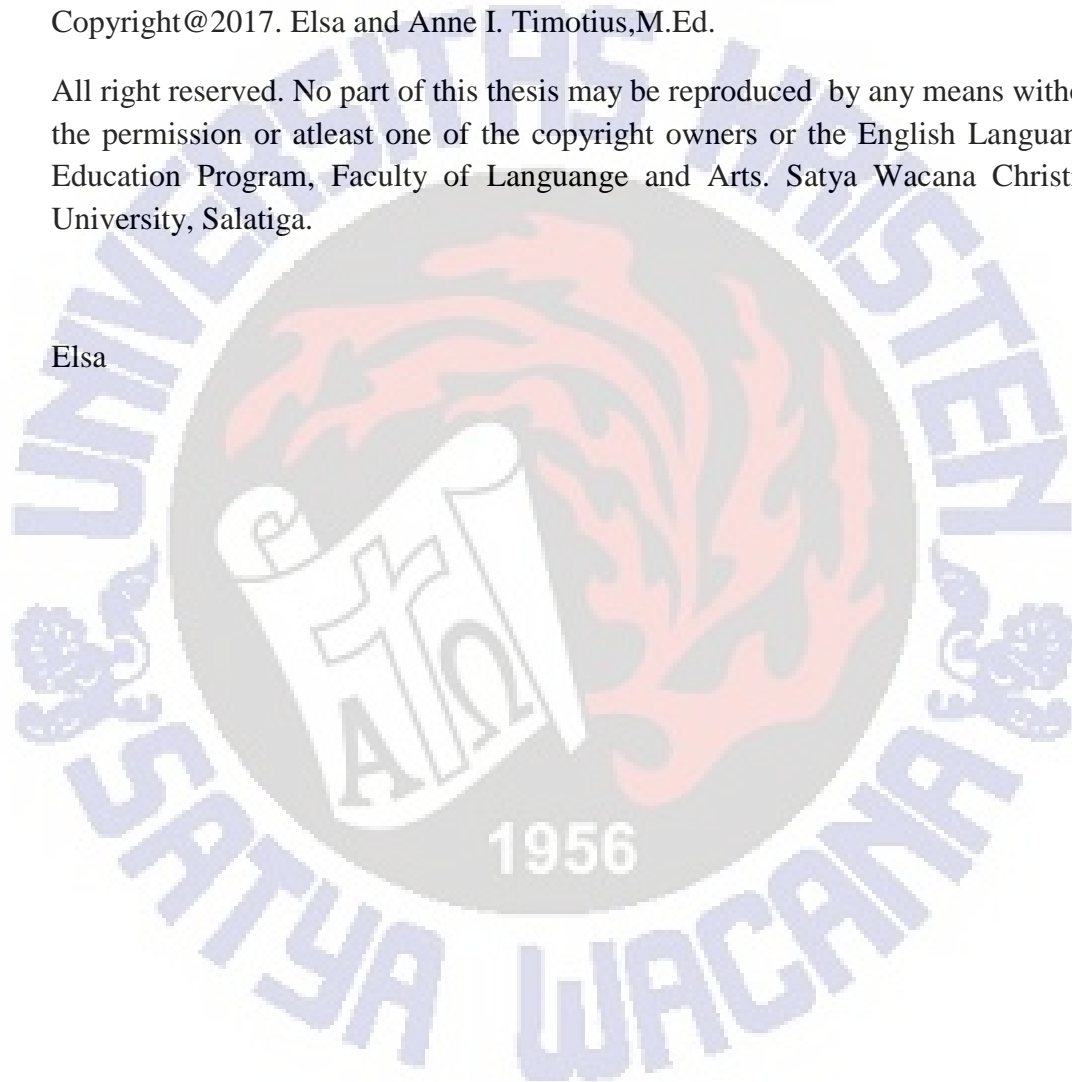 Copyright@2017. Elsa and Anne I. Timotius,M.Ed.
All right reserved. No part of this thesis may be reproduced by any means witho
the permission or atleast one of the copyright owners or the English Languan
Education Program, Faculty of Languange and Arts. Satya Wacana Christi
University, Salatiga.
Elsa
UNIVERSITAS KRISTEN
Α Ω
1956
SATYA WACANA